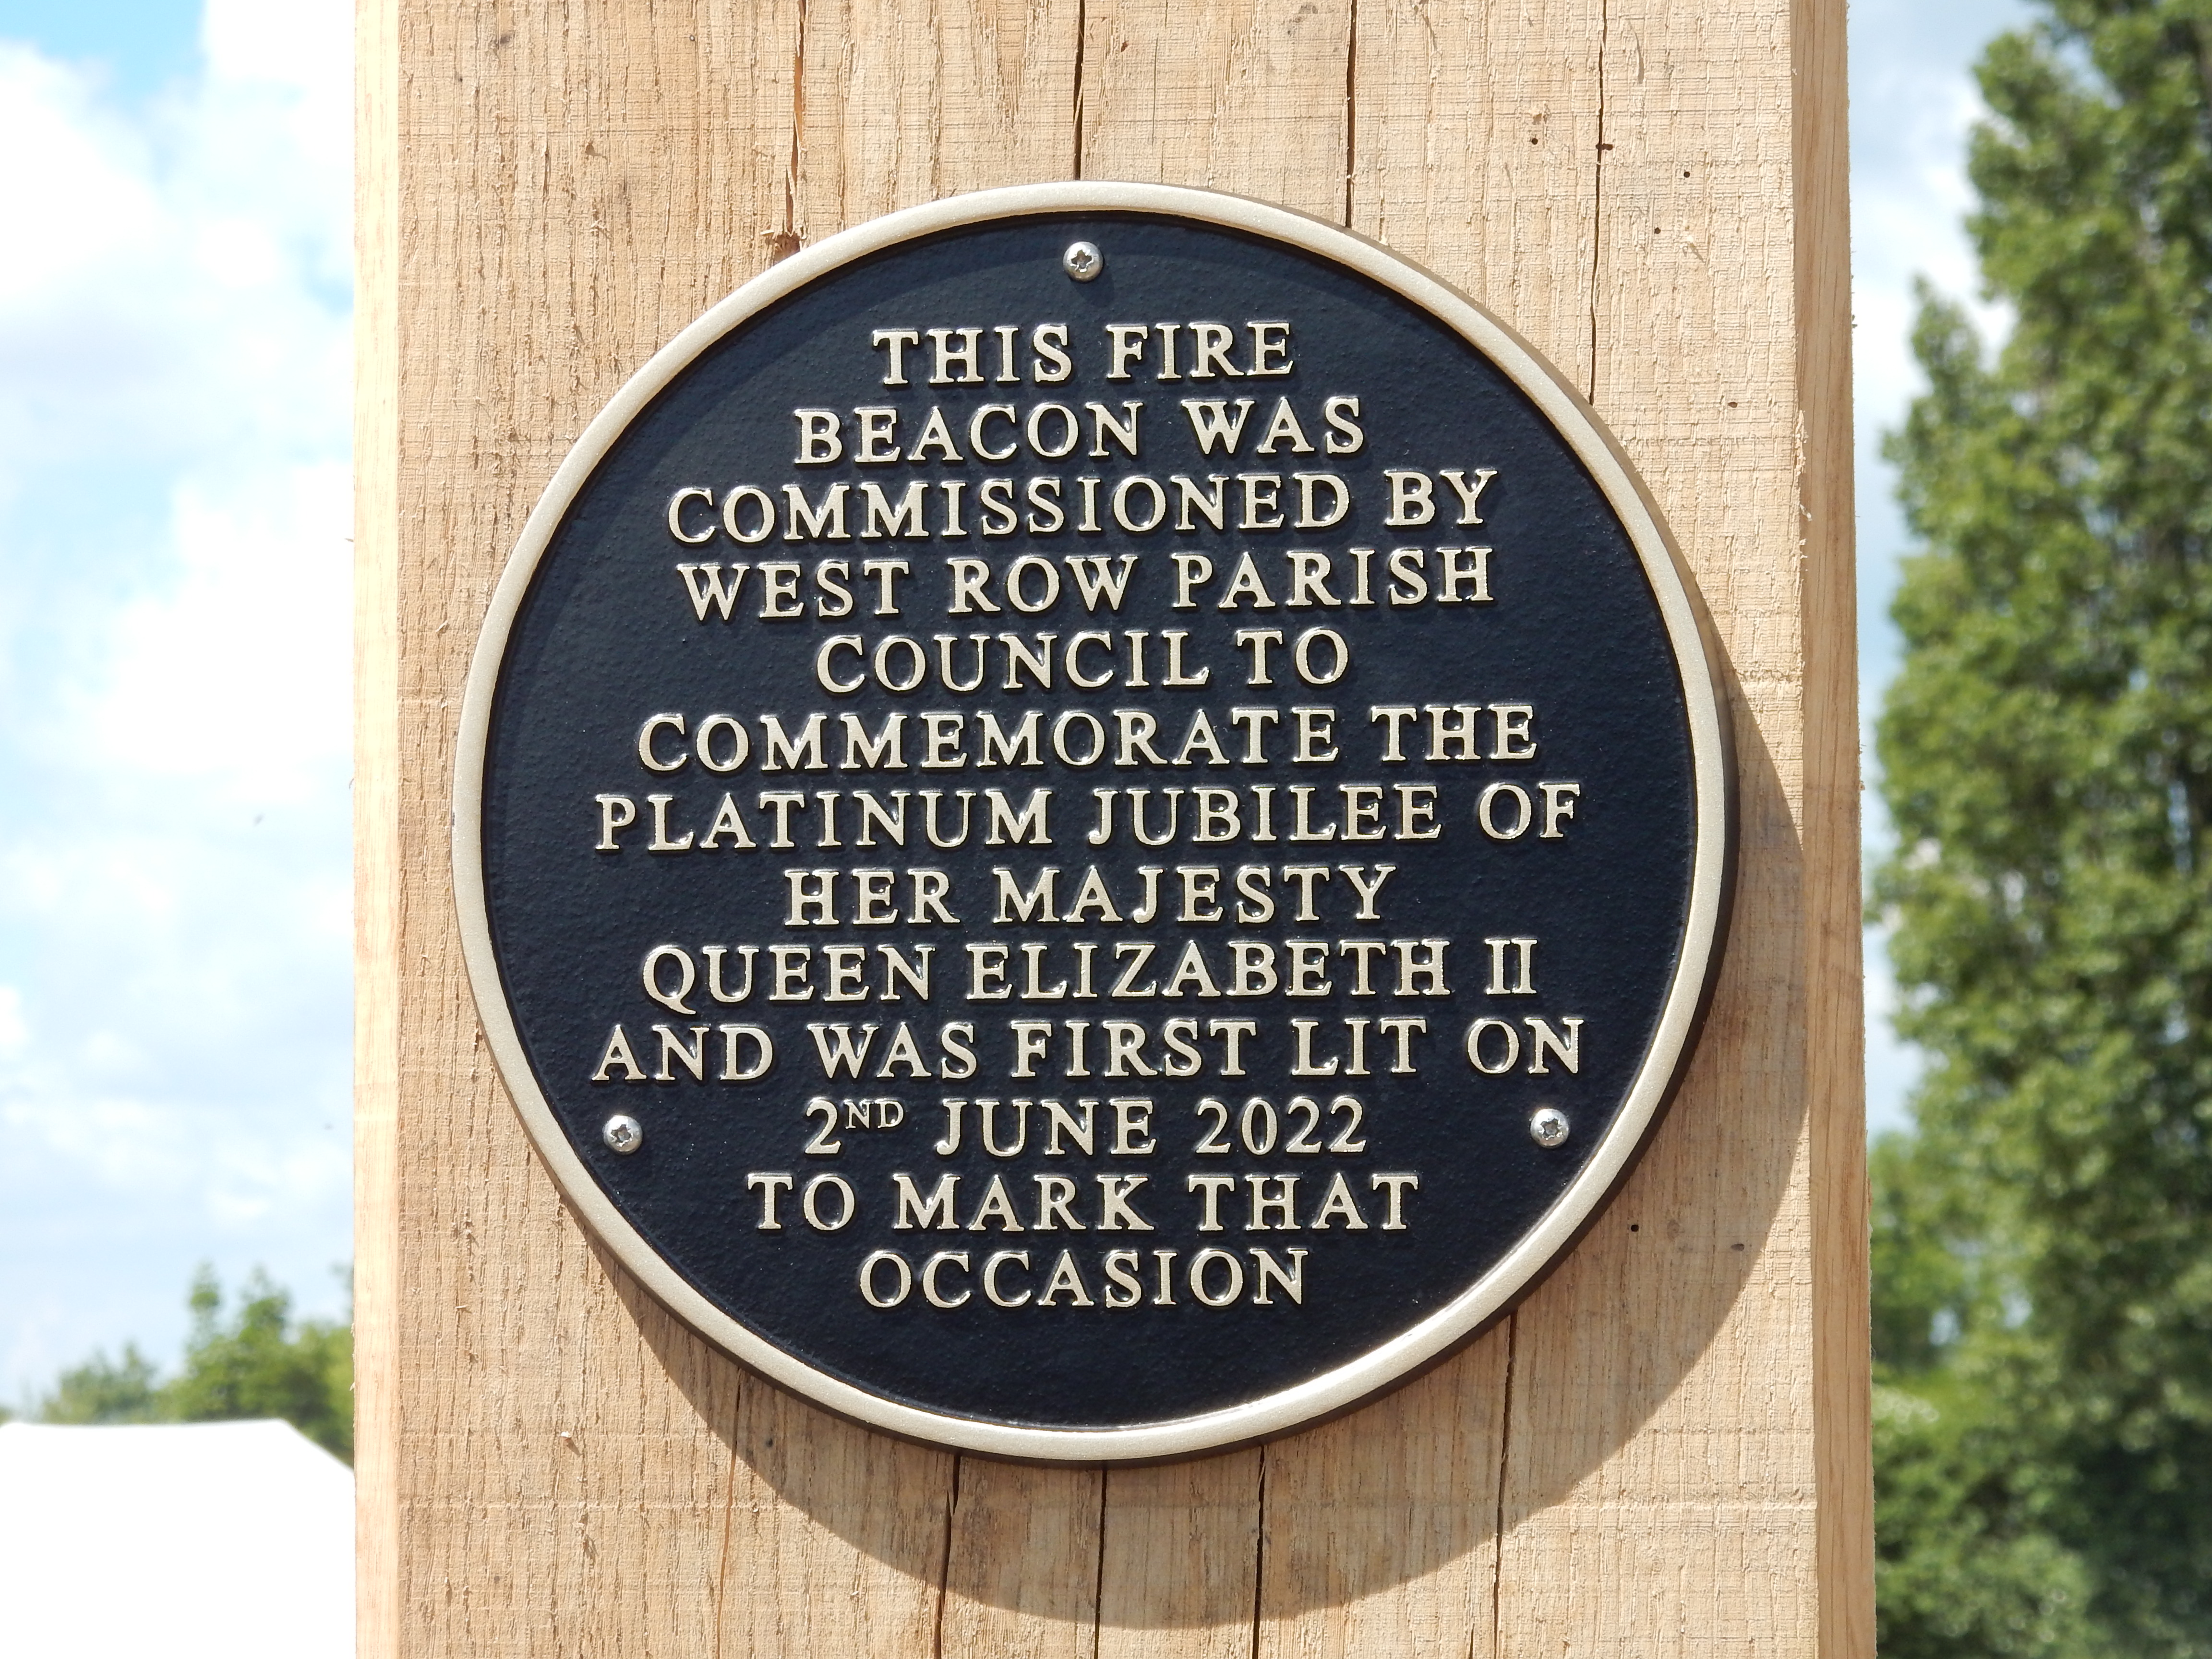 THIS FIRE
BEACON WAS
COMMISSIONED BY
WEST ROW PARISH
COUNCIL TO
COMMEMORATE THE
PLATINUM JUBILEE OF
HER MAJESTY
QUEEN ELIZABETH II
AND WAS FIRST LIT ON
2ND JUNE 2022
TO MARK THAT
OCCASION